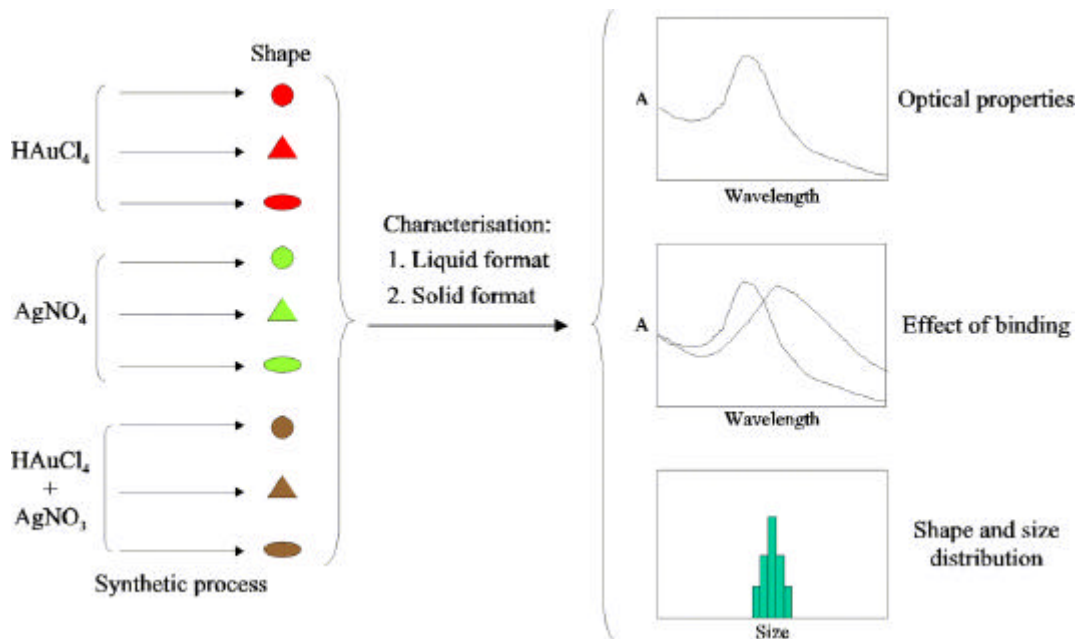 Shape
HAuCl₄
AgNO₄
HAuCl₄
+
AgNO₃
Synthetic process
Characterisation:
1. Liquid format
2. Solid format
A
Wavelength
Optical properties
A
Wavelength
Effect of binding
Size
Shape and size
distribution